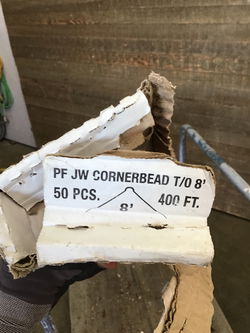 PF JW CORNERBEAD T/O 8'
50 PCS. 400 FT.
8'